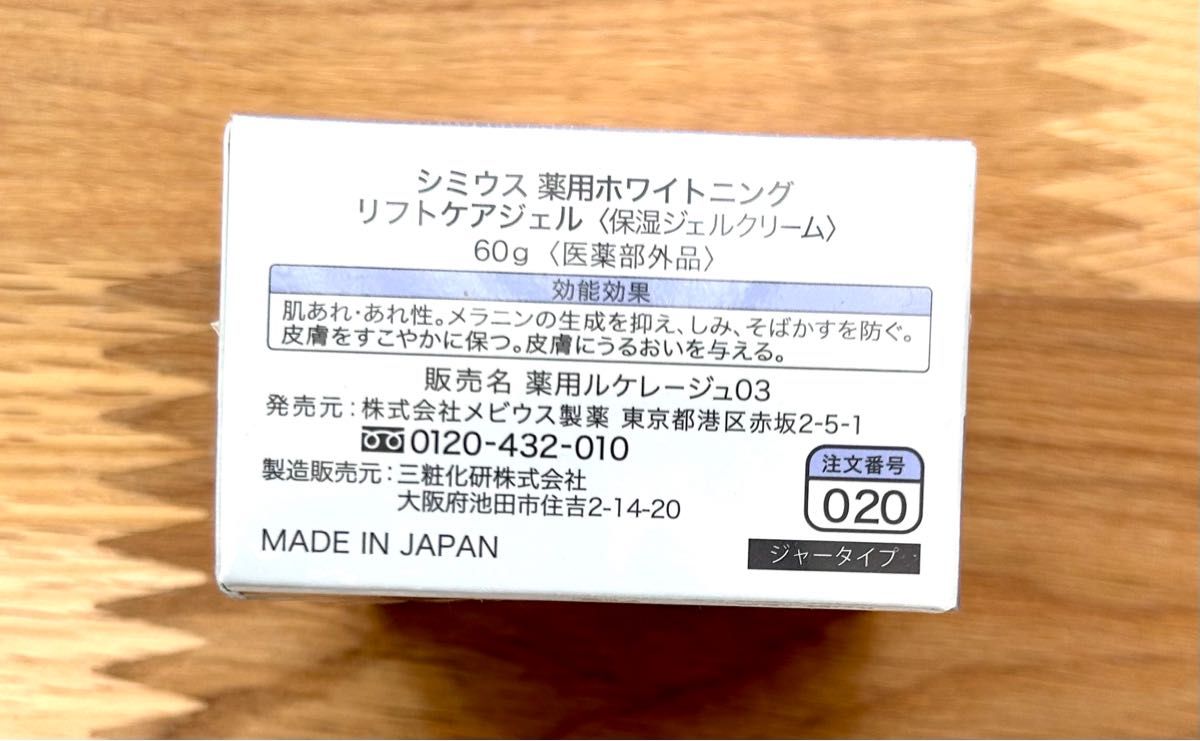 シミウス 薬用ホワイトニング
リフトケアジェル〈保湿ジェルクリーム〉
60g〈医薬部外品〉
効能効果
肌あれ・あれ性。メラニンの生成を抑え、しみ、そばかすを防ぐ。
皮膚をすこやかに保つ。皮膚にうるおいを与える。
販売名 薬用ルケレージュ03
発売元：株式会社メビウス製薬 東京都港区赤坂2-5-1
0120-432-010
製造販売元：三粧化研株式会社
大阪府池田市住吉2-14-20
注文番号
020
MADE IN JAPAN
ジャータイプ